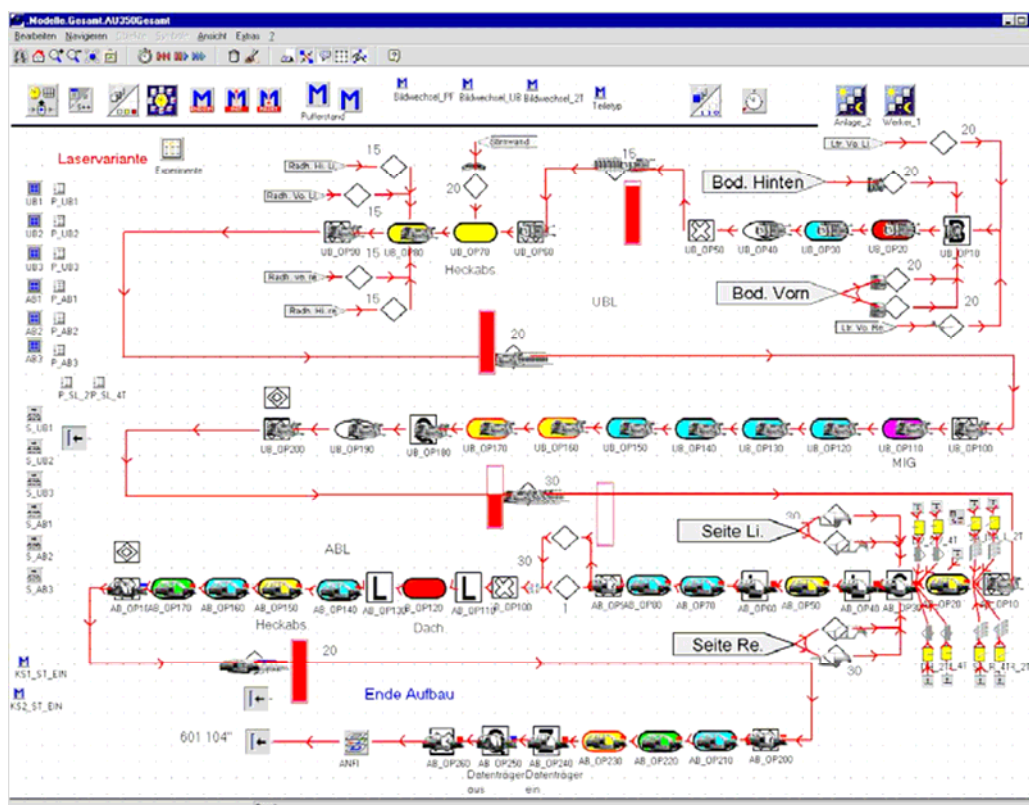 .Modelle.Gesamt.AU350Gesamt
Bearbeiten Navigieren Objekte Symbole Ansicht Extras ?
Bildwechsel_PF Bildwechsel_UB Bildwechsel_2T
Teiletyp
Pufferstand
Anlage_2 Werker_1
Laservariante
Experimente
Stirnwand
Ltr. Vo. Li
20
15
Radh. Hi. Li
15
20
Bod. Hinten
20
Radh. Vo. Li
15
UB1 P_UB1
UB2 P_UB2
UB3 P_UB3
AB1 P_AB1
AB2 P_AB2
AB3 P_AB3
P_SL_2 P_SL_4T
UB_OP90 UB_OP80 UB_OP70 UB_OP60
Heckabs
UB_OP50 UB_OP40 UB_OP30 UB_OP20 UB_OP10
15
Radh. vo. re
15
Radh. Hi. re
UBL
Bod. Vorn
20
20
Ltr. Vo. Re
20
S_UB1
S_UB2
S_UB3
S_AB1
S_AB2
S_AB3
UB_OP200 UB_OP190 UB_OP180 UB_OP170 UB_OP160 UB_OP150 UB_OP140 UB_OP130 UB_OP120 UB_OP110 UB_OP100
MIG
30
Seite Li.
30
ABL
30
1
AB_OP170 AB_OP160 AB_OP150 AB_OP140 AB_OP130 AB_OP120 AB_OP110
Heckabs.
Dach.
AB_OP80 AB_OP70 AB_OP60 AB_OP50 AB_OP40 AB_OP30 AB_OP20 AB_OP10
Seite Re.
30
20
KS1_ST_EIN
KS2_ST_EIN
Ende Aufbau
601 104"
ANFI
AB_OP260 AB_OP250 AB_OP240 AB_OP230 AB_OP220 AB_OP210 AB_OP200
Datenträger Datenträger
aus ein